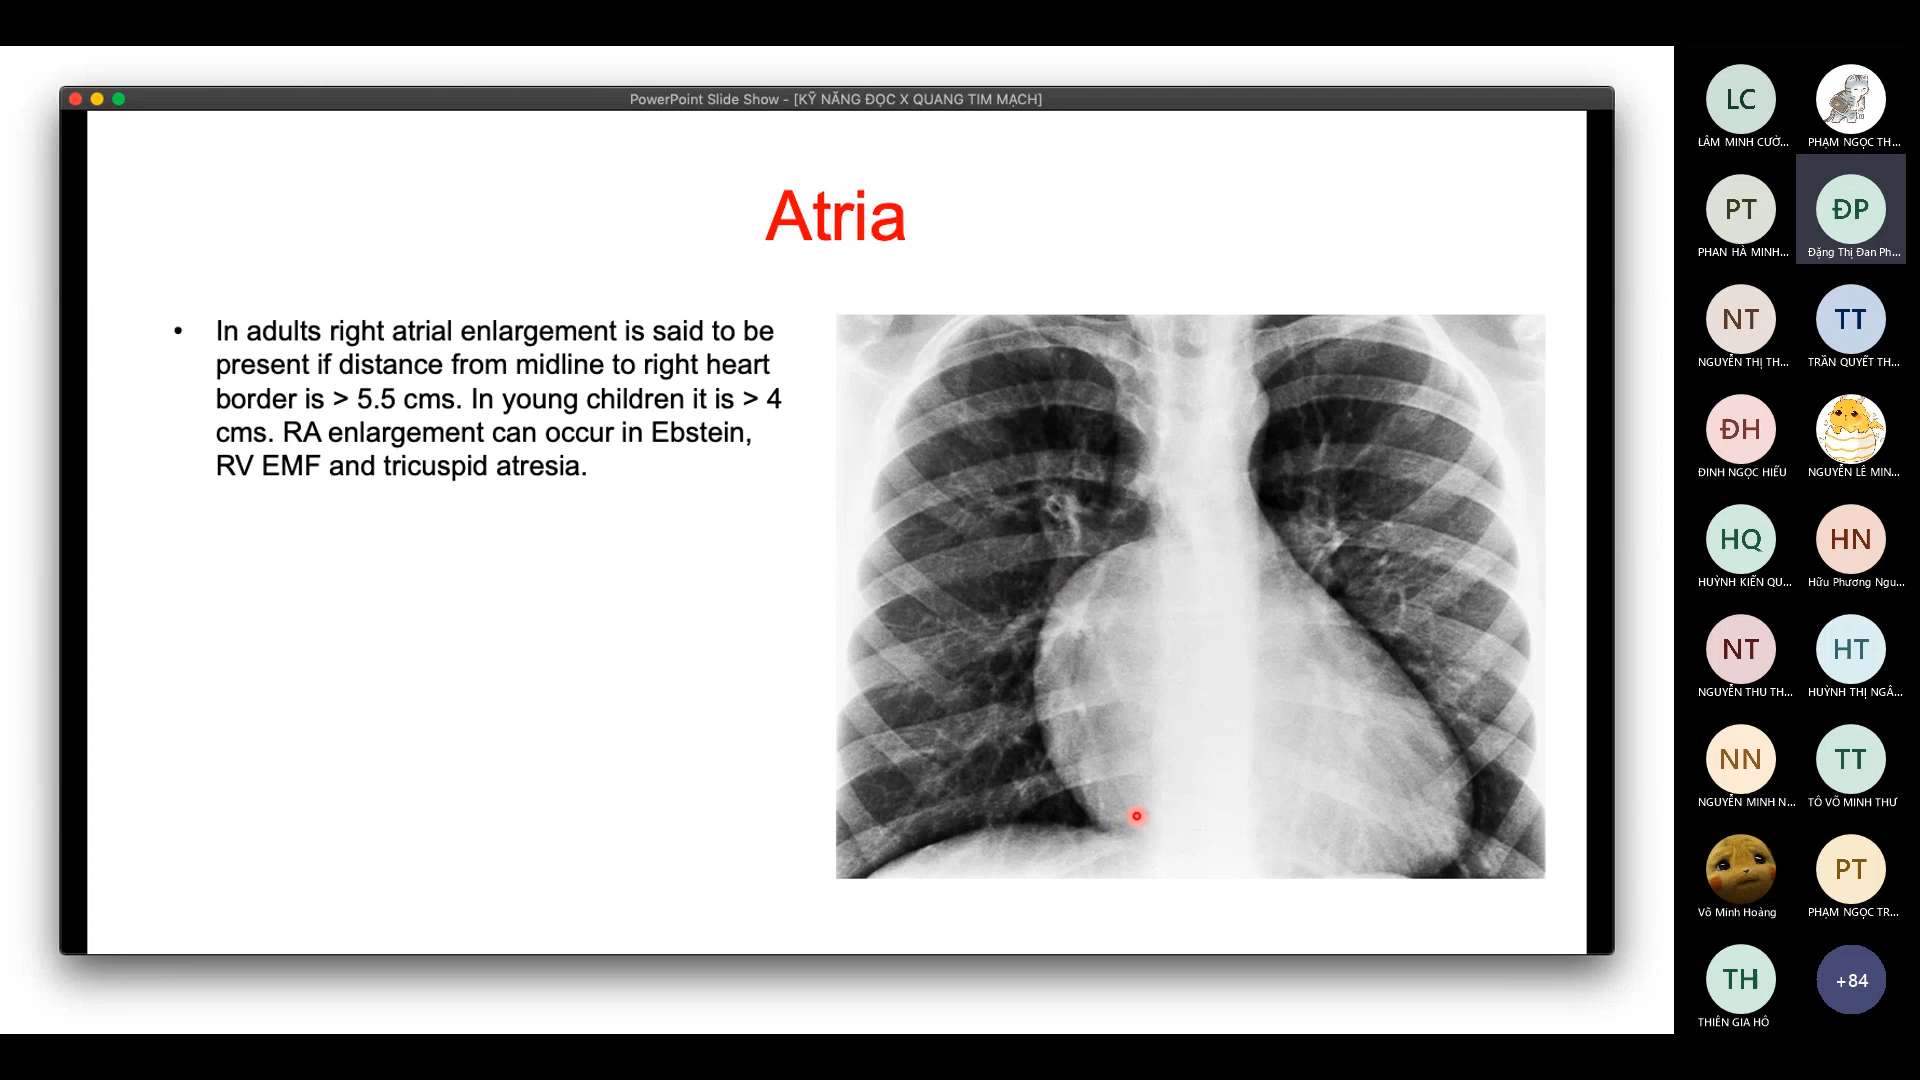 PowerPoint Slide Show - [KỸ NĂNG ĐỌC X QUANG TIM MẠCH]
Atria
• In adults right atrial enlargement is said to be
present if distance from midline to right heart
border is > 5.5 cms. In young children it is > 4
cms. RA enlargement can occur in Ebstein,
RV EMF and tricuspid atresia.
LC
LÂM MINH CƯỜ...
PHẠM NGỌC TH...
PT
PHAN HÀ MINH...
ĐP
Đặng Thị Đan Ph...
NT
NGUYỄN THỊ TH...
TT
TRẦN QUYẾT TH...
ĐH
ĐINH NGỌC HIẾU
NGUYỄN LÊ MIN...
HQ
HUỲNH KIẾN QU...
HN
Hữu Phương Ngu...
NT
NGUYỄN THU TH...
HT
HUỲNH THỊ NGÂ...
NN
NGUYỄN MINH N...
TT
TÔ VÕ MINH THƯ
Võ Minh Hoàng
PT
PHẠM NGỌC TR...
TH
THIÊN GIA HỒ
+84